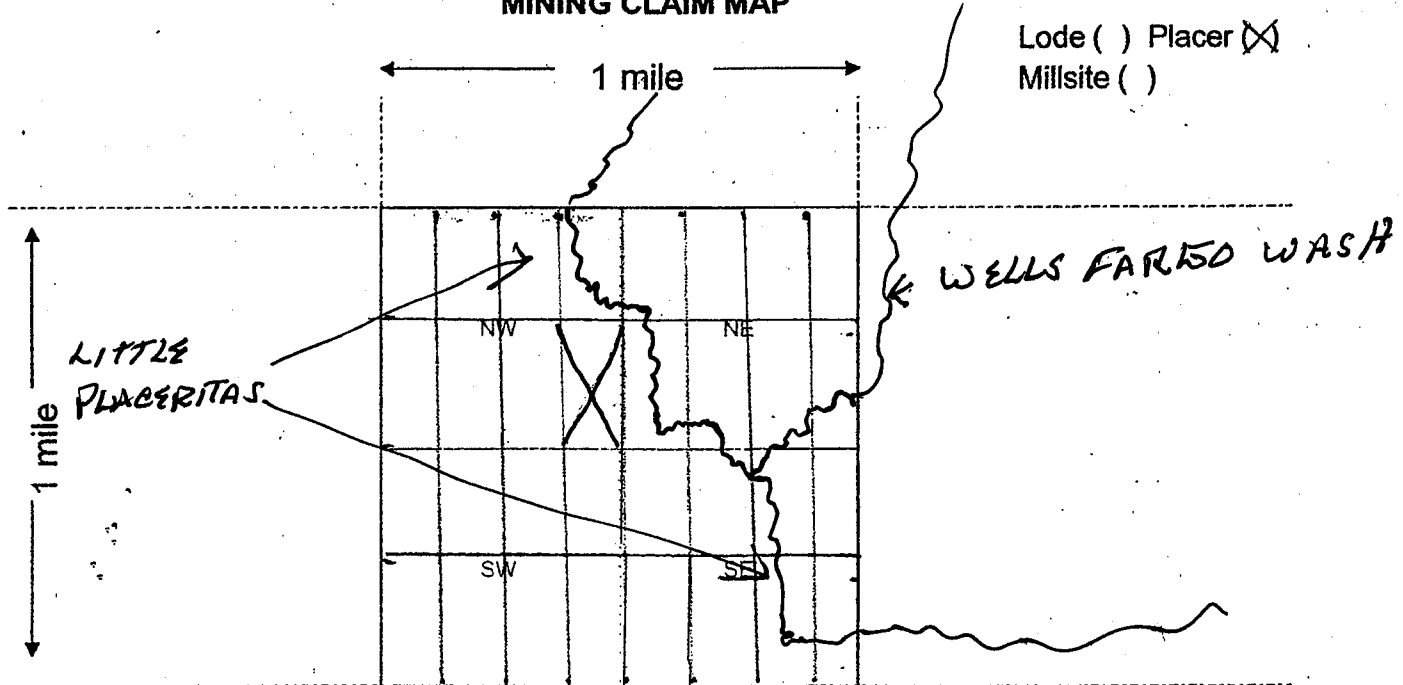 MINING CLAIM MAP
Lode ( ) Placer (X)
Millsite ( )
1 mile
WELLS FARGO WASH
NW
NE
LITTLE
PLACERITAS
1 mile
SW
SE